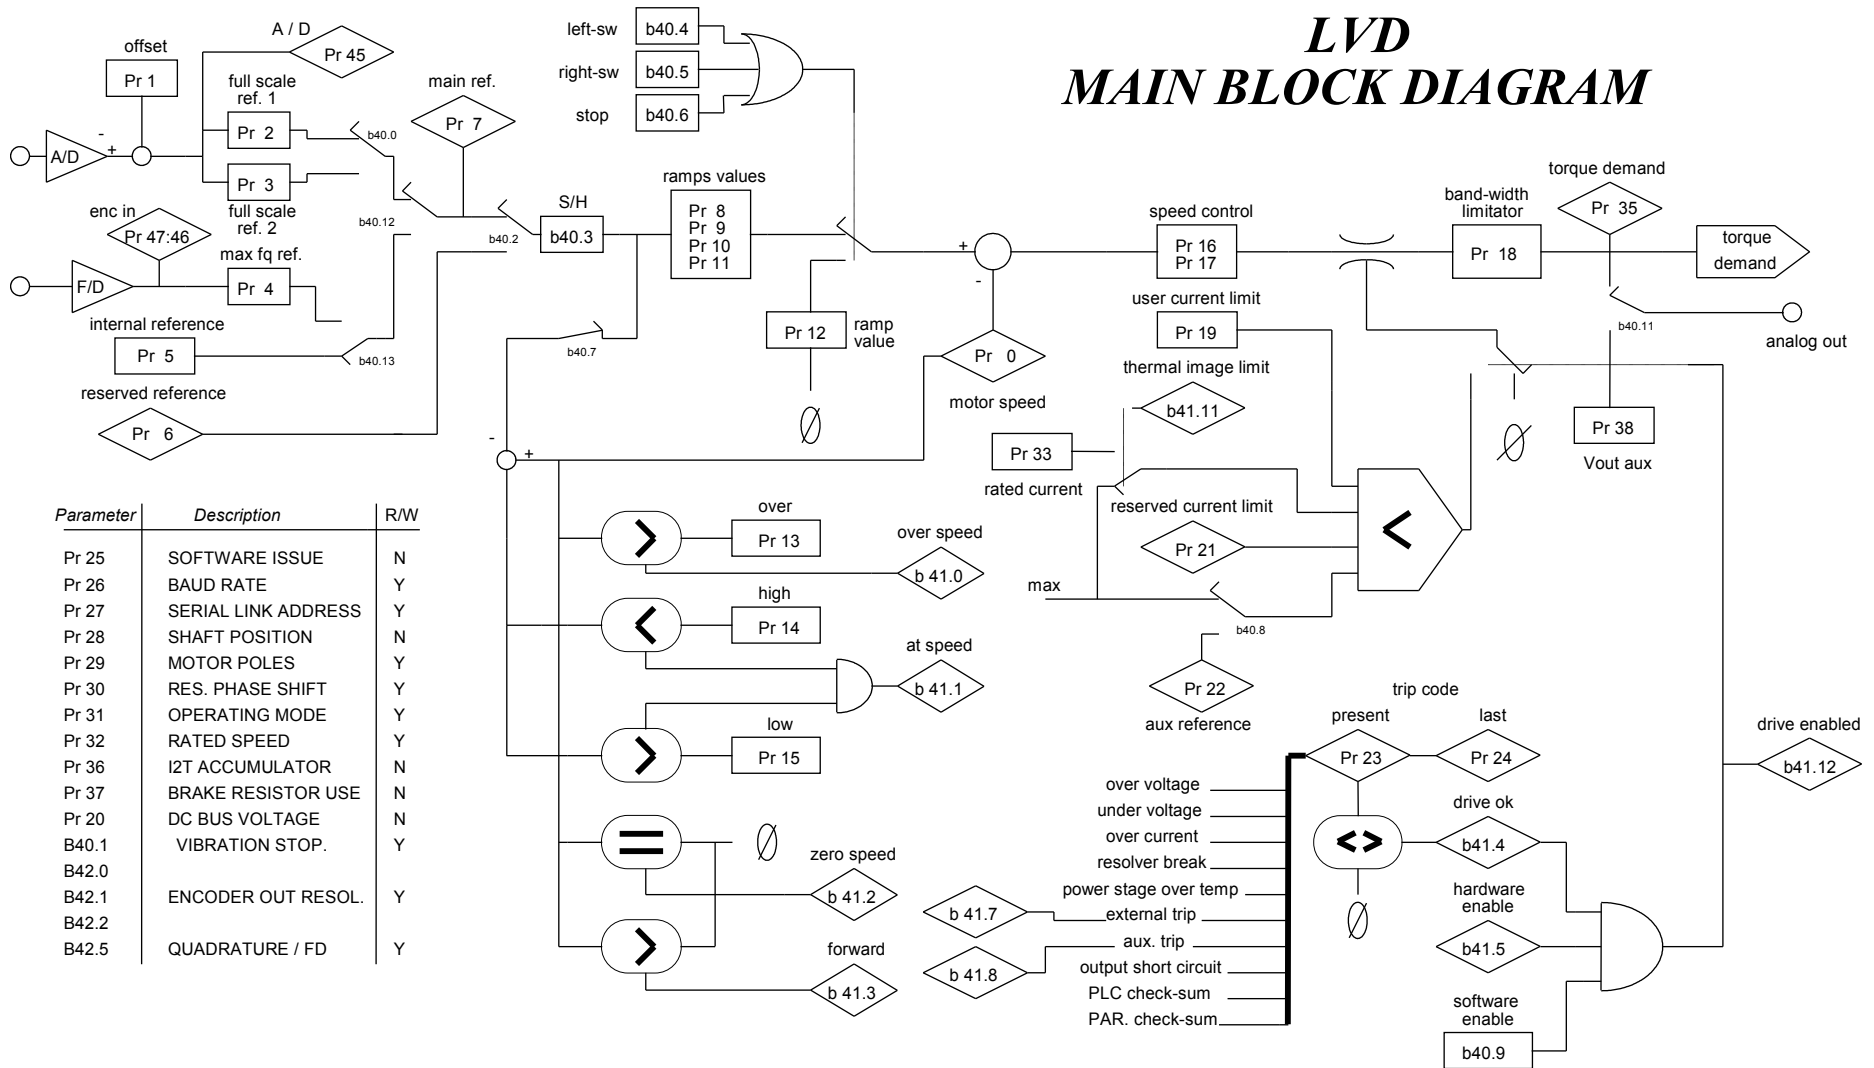 LVD
MAIN BLOCK DIAGRAM
left-sw
b40.4
right-sw
b40.5
stop
b40.6
offset
Pr 1
A / D
Pr 45
full scale
ref. 1
Pr 2
b40.0
main ref.
Pr 7
-
+
A/D
Pr 3
full scale
ref. 2
b40.12
enc in
Pr 47:46
max fq ref.
F/D
Pr 4
internal reference
Pr 5
b40.13
reserved reference
Pr 6
b40.2
S/H
b40.3
b40.7
ramps values
Pr 8
Pr 9
Pr 10
Pr 11
Pr 12
ramp
value
0
+
-
Pr 0
motor speed
speed control
Pr 16
Pr 17
band-width
limitator
Pr 18
torque demand
Pr 35
torque
demand
b40.11
analog out
user current limit
Pr 19
thermal image limit
b41.11
Pr 33
rated current
reserved current limit
Pr 21
max
b40.8
Pr 22
aux reference
<
0
Pr 38
Vout aux
-
+
>
over
Pr 13
over speed
b 41.0
<
high
Pr 14
at speed
b 41.1
>
low
Pr 15
=
0
zero speed
b 41.2
>
forward
b 41.3
Parameter Description R/W
Pr 25 SOFTWARE ISSUE N
Pr 26 BAUD RATE Y
Pr 27 SERIAL LINK ADDRESS Y
Pr 28 SHAFT POSITION N
Pr 29 MOTOR POLES Y
Pr 30 RES. PHASE SHIFT Y
Pr 31 OPERATING MODE Y
Pr 32 RATED SPEED Y
Pr 36 I2T ACCUMULATOR N
Pr 37 BRAKE RESISTOR USE N
Pr 20 DC BUS VOLTAGE N
B40.1 VIBRATION STOP. Y
B42.0
B42.1 ENCODER OUT RESOL. Y
B42.2
B42.5 QUADRATURE / FD Y
trip code
present
last
Pr 23
Pr 24
over voltage
under voltage
over current
resolver break
power stage over temp
b 41.7
external trip
aux. trip
b 41.8
output short circuit
PLC check-sum
PAR. check-sum
< >
0
drive ok
b41.4
hardware
enable
b41.5
software
enable
b40.9
drive enabled
b41.12